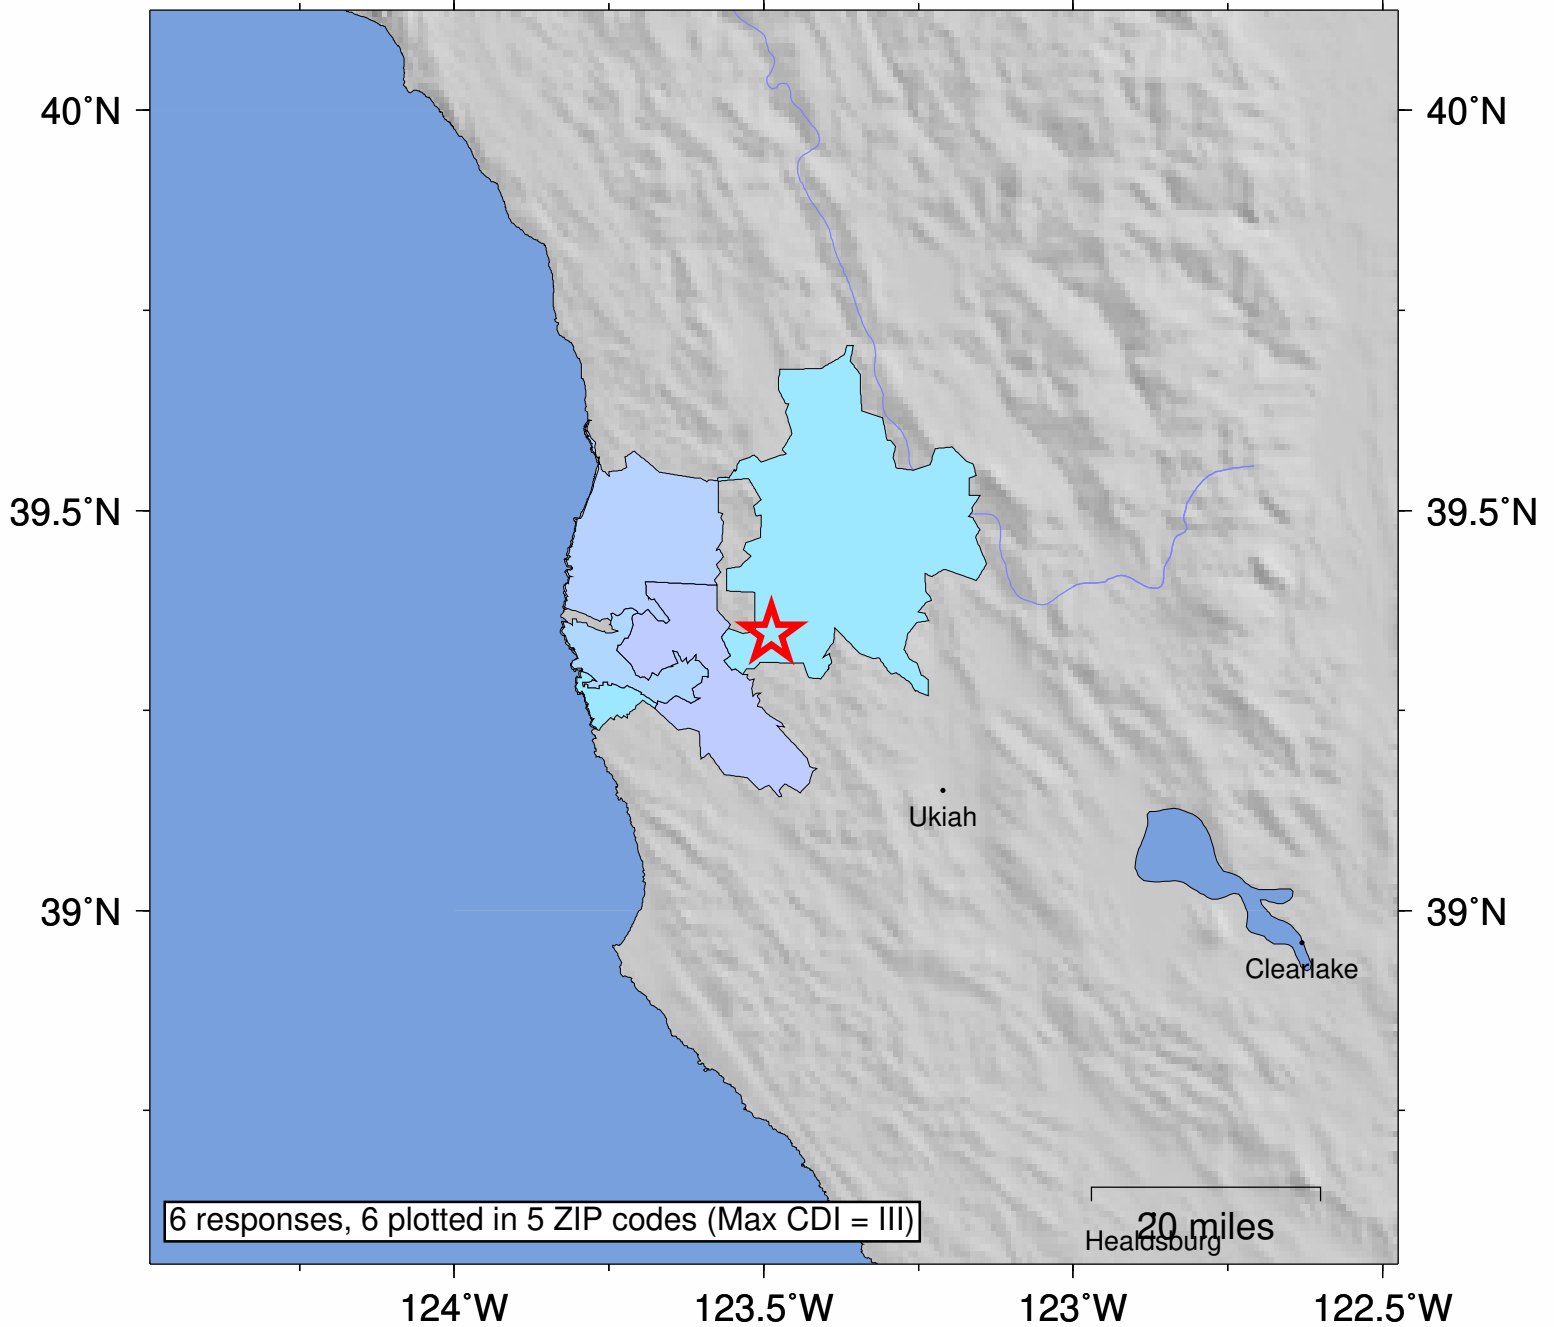 40°N
40°N
39.5°N
39.5°N
Ukiah
39°N
39°N
Clearlake
6 responses, 6 plotted in 5 ZIP codes (Max CDI = III)
20 miles
Healdsburg
124°W
123.5°W
123°W
122.5°W